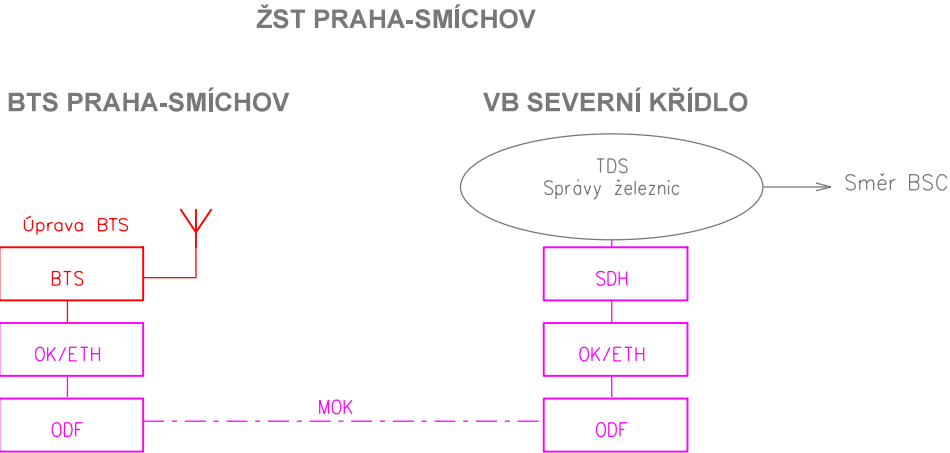 ŽST PRAHA-SMÍCHOV
BTS PRAHA-SMÍCHOV
VB SEVERNÍ KŘÍDLO
TDS
Správy železnic
Směr BSC
Úprava BTS
BTS
SDH
OK/ETH
OK/ETH
MOK
ODF
ODF